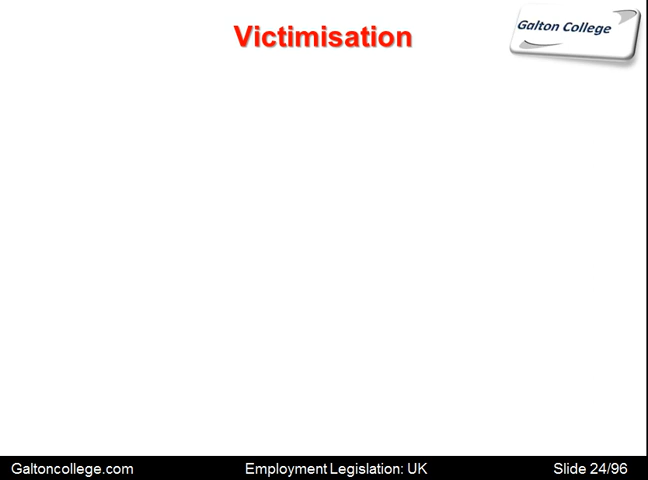 Victimisation
Galton College
Galtoncollege.com
Employment Legislation: UK
Slide 24/96